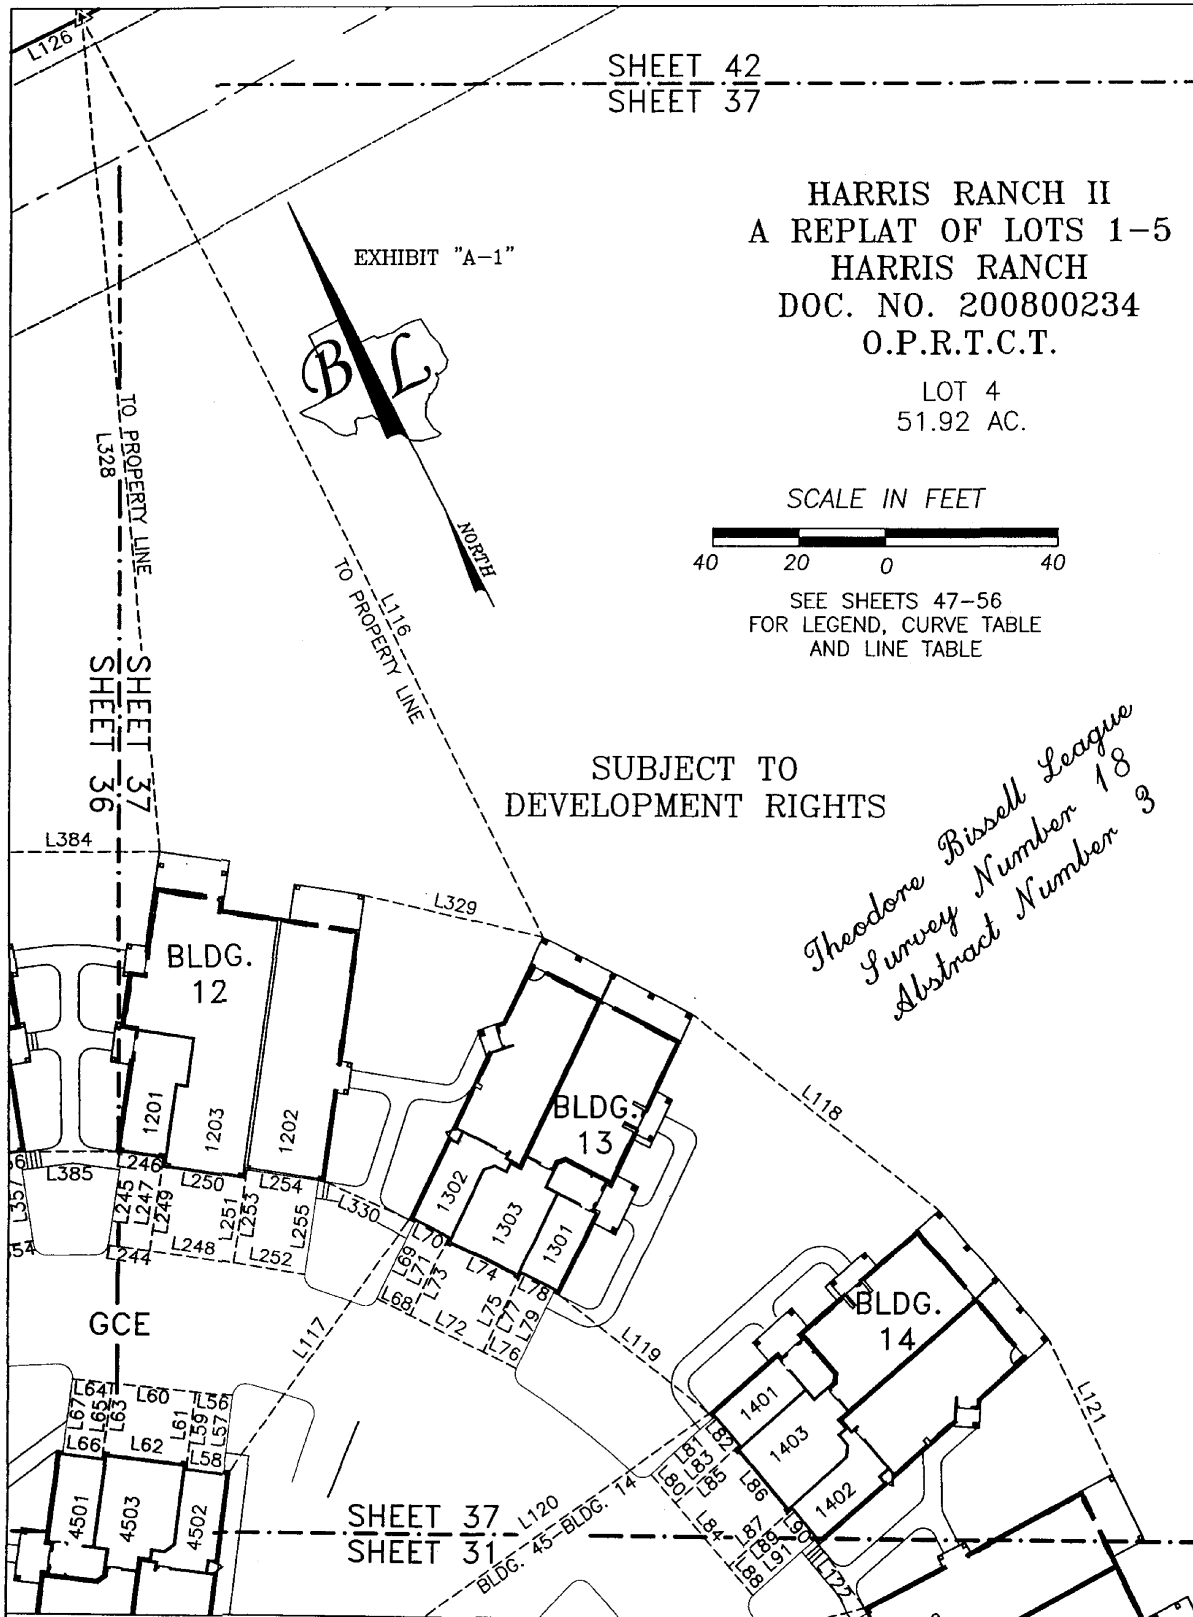 L126
SHEET 42
SHEET 37
HARRIS RANCH II
A REPLAT OF LOTS 1-5
HARRIS RANCH
DOC. NO. 200800234
O.P.R.T.C.T.
LOT 4
51.92 AC.
EXHIBIT "A-1"
B L
NORTH
SCALE IN FEET
40 20 0 40
SEE SHEETS 47-56
FOR LEGEND, CURVE TABLE
AND LINE TABLE
TO PROPERTY LINE
L328
L116
TO PROPERTY LINE
SHEET 37
SHEET 36
SUBJECT TO
DEVELOPMENT RIGHTS
Theodore Bissell League
Survey Number 18
Abstract Number 3
L384
L329
BLDG.
12
1201
1203
1202
BLDG.
13
1302
1303
1301
L118
L385
L357
L246
L250
L254
L245
L247
L249
L251
L253
L255
L244
L248
L252
L330
L70
L69
L71
L73
L74
L78
L68
L72
L75
L77
L79
L76
L117
L119
GCE
BLDG.
14
1401
1403
1402
L121
L64
L60
L56
L67
L65
L63
L61
L59
L57
L66
L62
L58
4501
4503
4502
L82
L81
L83
L85
L80
L86
L84
L87
L89
L91
L90
L88
L122
SHEET 37
SHEET 31
L120
BLDG. 45-BLDG. 14